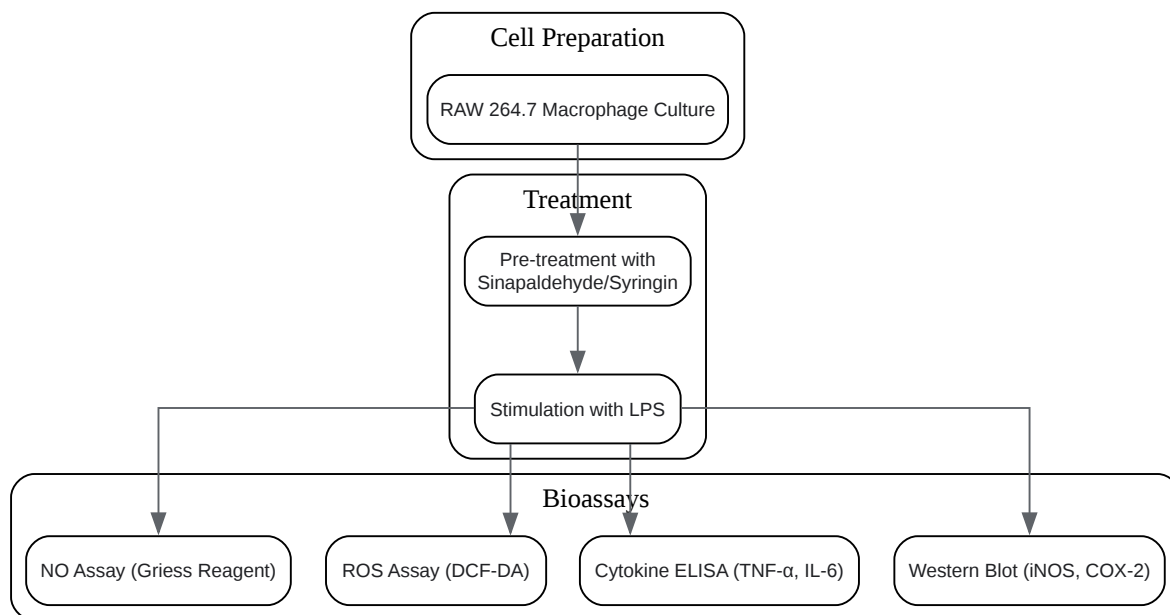 Cell Preparation
RAW 264.7 Macrophage Culture
Treatment
Pre-treatment with
Sinapaldehyde/Syringin
Stimulation with LPS
Bioassays
NO Assay (Griess Reagent)
ROS Assay (DCF-DA)
Cytokine ELISA (TNF-α, IL-6)
Western Blot (iNOS, COX-2)